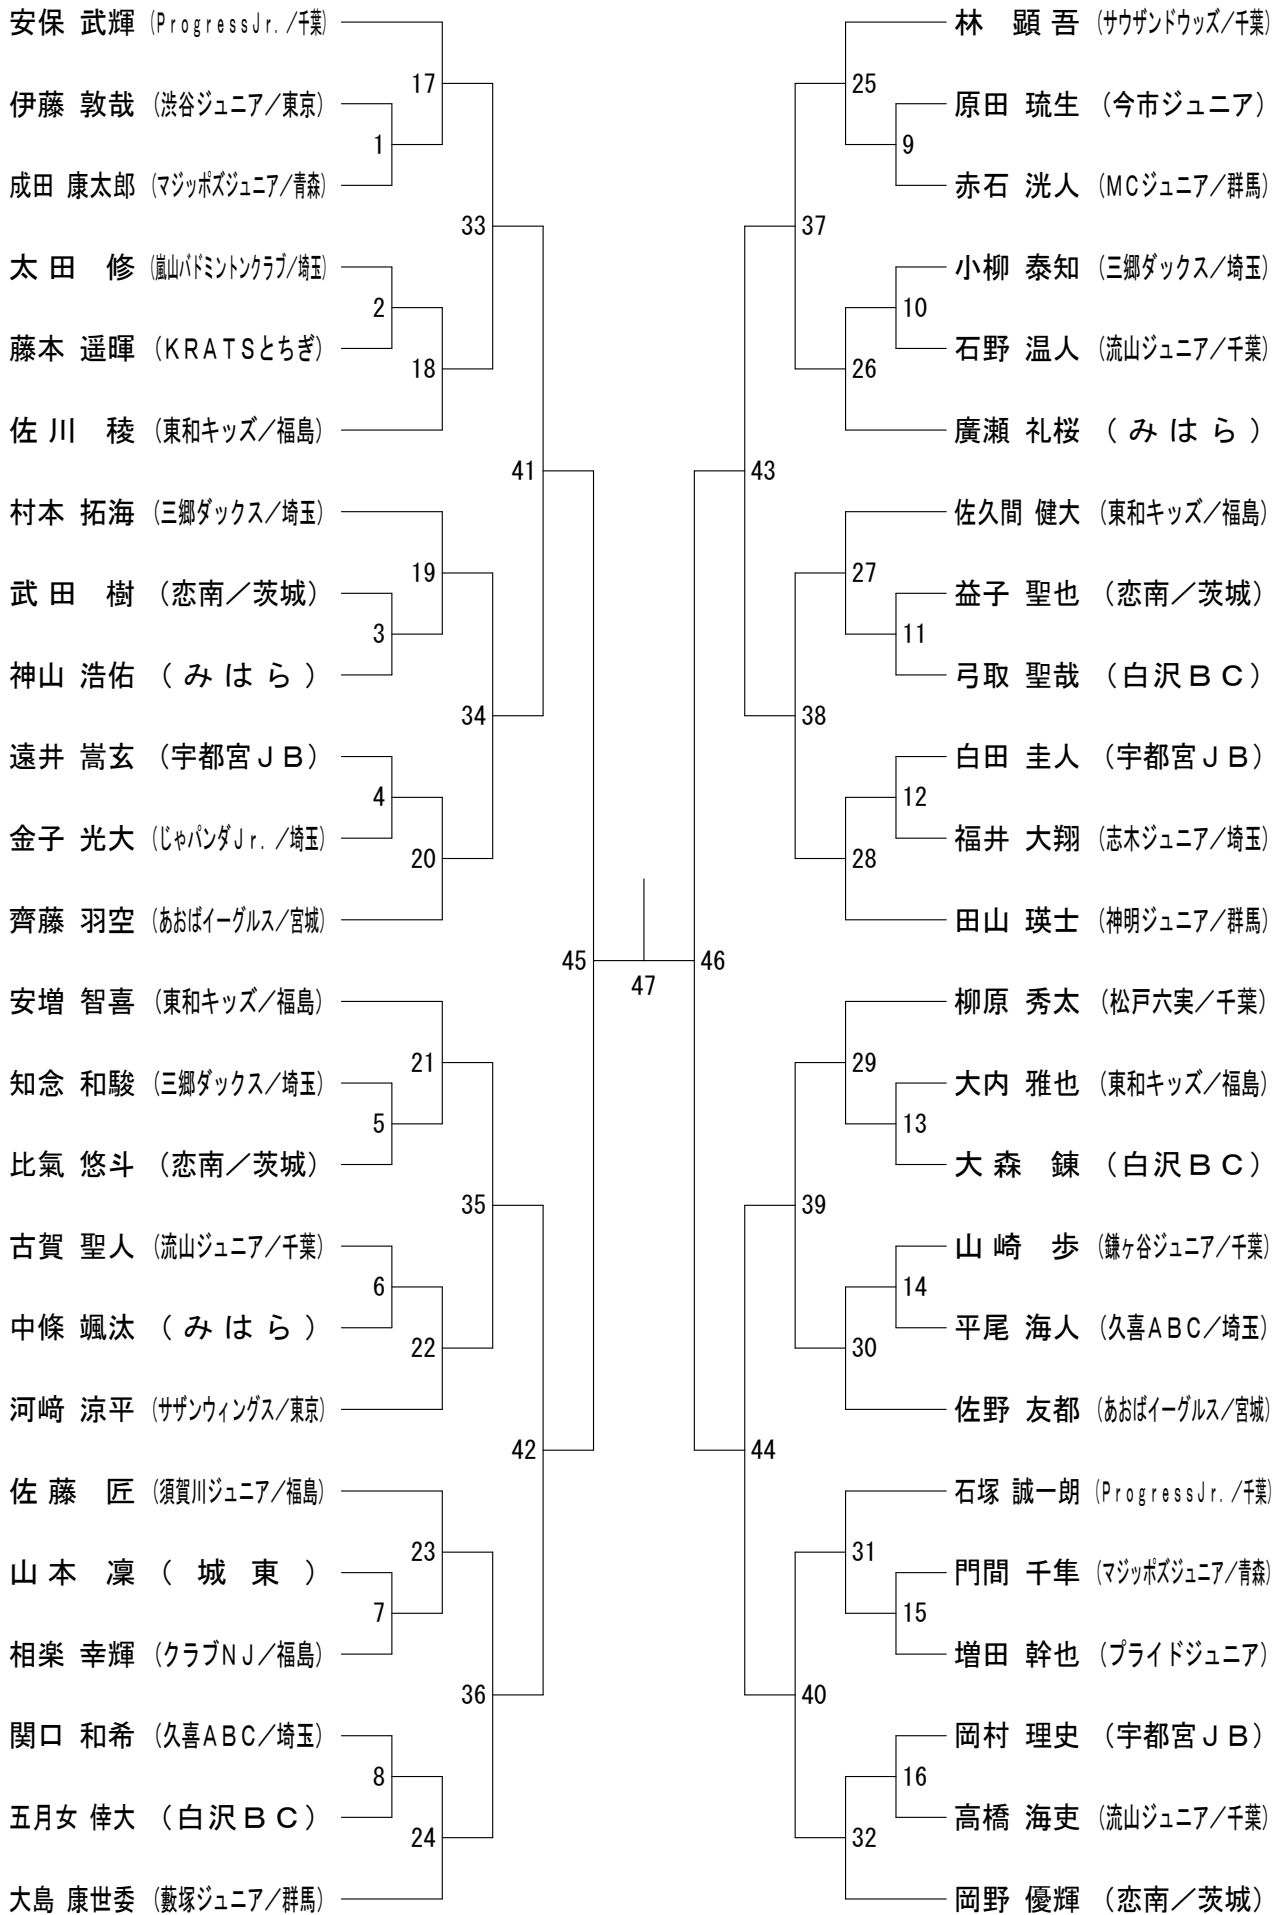 安保 武輝 (ProgressJr./千葉)
17
伊藤 敦哉 (渋谷ジュニア/東京)
1
成田 康太郎 (マジッポズジュニア/青森)
33
太田 修 (嵐山バドミントンクラブ/埼玉)
2
藤本 遥暉 (KRATSとちぎ)
18
佐川 稜 (東和キッズ/福島)
41
村本 拓海 (三郷ダックス/埼玉)
19
武田 樹 (恋南/茨城)
3
神山 浩佑 (みはら)
34
遠井 嵩玄 (宇都宮JB)
4
金子 光大 (じゃパンダJr./埼玉)
20
齊藤 羽空 (あおばイーグルス/宮城)
45
安増 智喜 (東和キッズ/福島)
21
知念 和駿 (三郷ダックス/埼玉)
5
比氣 悠斗 (恋南/茨城)
35
古賀 聖人 (流山ジュニア/千葉)
6
中條 颯汰 (みはら)
22
河﨑 涼平 (サザンウィングス/東京)
42
佐藤 匠 (須賀川ジュニア/福島)
23
山本 凜 (城東)
7
相楽 幸輝 (クラブNJ/福島)
36
関口 和希 (久喜ABC/埼玉)
8
五月女 倖大 (白沢BC)
24
大島 康世委 (藪塚ジュニア/群馬)
47
林 顕吾 (サウザンドウッズ/千葉)
25
原田 琉生 (今市ジュニア)
9
赤石 洸人 (MCジュニア/群馬)
37
小柳 泰知 (三郷ダックス/埼玉)
10
石野 温人 (流山ジュニア/千葉)
26
廣瀬 礼桜 (みはら)
43
佐久間 健大 (東和キッズ/福島)
27
益子 聖也 (恋南/茨城)
11
弓取 聖哉 (白沢BC)
38
白田 圭人 (宇都宮JB)
12
福井 大翔 (志木ジュニア/埼玉)
28
田山 瑛士 (神明ジュニア/群馬)
46
柳原 秀太 (松戸六実/千葉)
29
大内 雅也 (東和キッズ/福島)
13
大森 錬 (白沢BC)
39
山崎 歩 (鎌ヶ谷ジュニア/千葉)
14
平尾 海人 (久喜ABC/埼玉)
30
佐野 友都 (あおばイーグルス/宮城)
44
石塚 誠一朗 (ProgressJr./千葉)
31
門間 千隼 (マジッポズジュニア/青森)
15
増田 幹也 (プライドジュニア)
40
岡村 理史 (宇都宮JB)
16
高橋 海吏 (流山ジュニア/千葉)
32
岡野 優輝 (恋南/茨城)